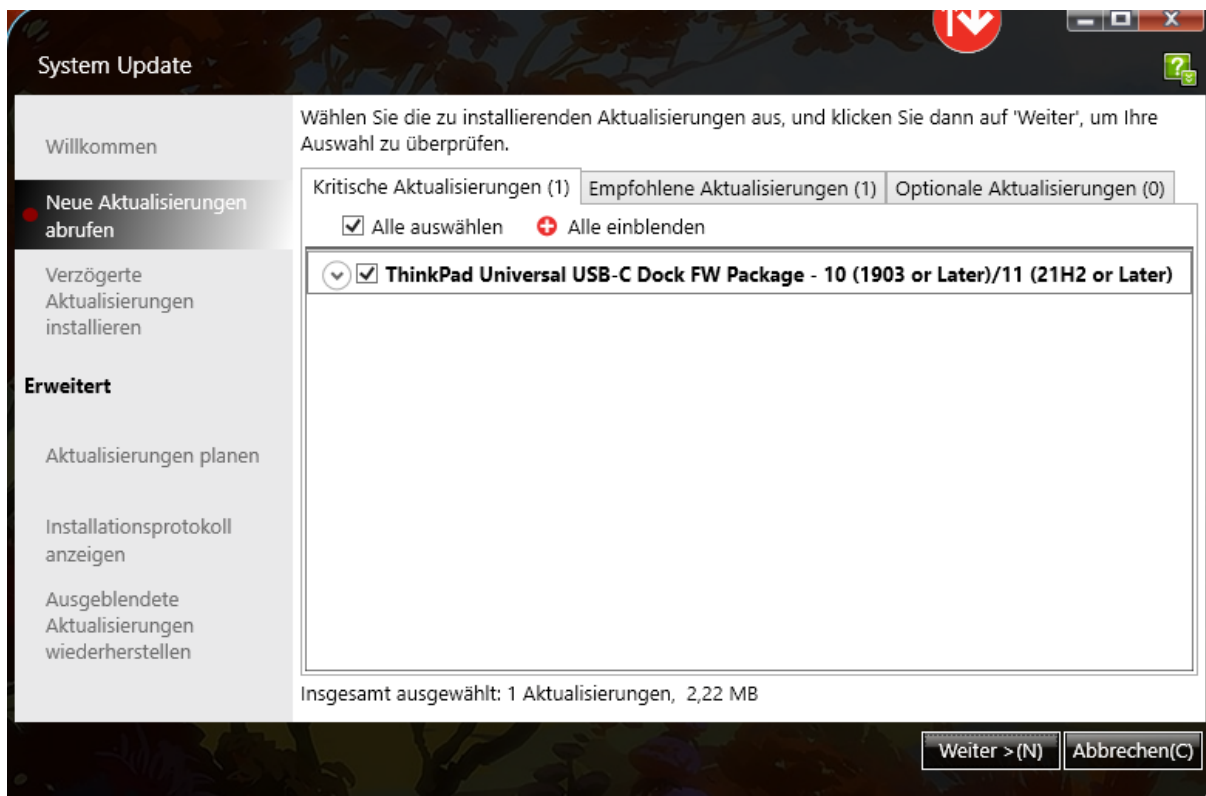 System Update
Willkommen
Neue Aktualisierungen
abrufen
Verzögerte
Aktualisierungen
installieren
Erweitert
Aktualisierungen planen
Installationsprotokoll
anzeigen
Ausgeblendete
Aktualisierungen
wiederherstellen
Wählen Sie die zu installierenden Aktualisierungen aus, und klicken Sie dann auf 'Weiter', um Ihre
Auswahl zu überprüfen.
Kritische Aktualisierungen (1) Empfohlene Aktualisierungen (1) Optionale Aktualisierungen (0)
Alle auswählen Alle einblenden
ThinkPad Universal USB-C Dock FW Package - 10 (1903 or Later)/11 (21H2 or Later)
Insgesamt ausgewählt: 1 Aktualisierungen, 2,22 MB
Weiter >(N) Abbrechen(C)